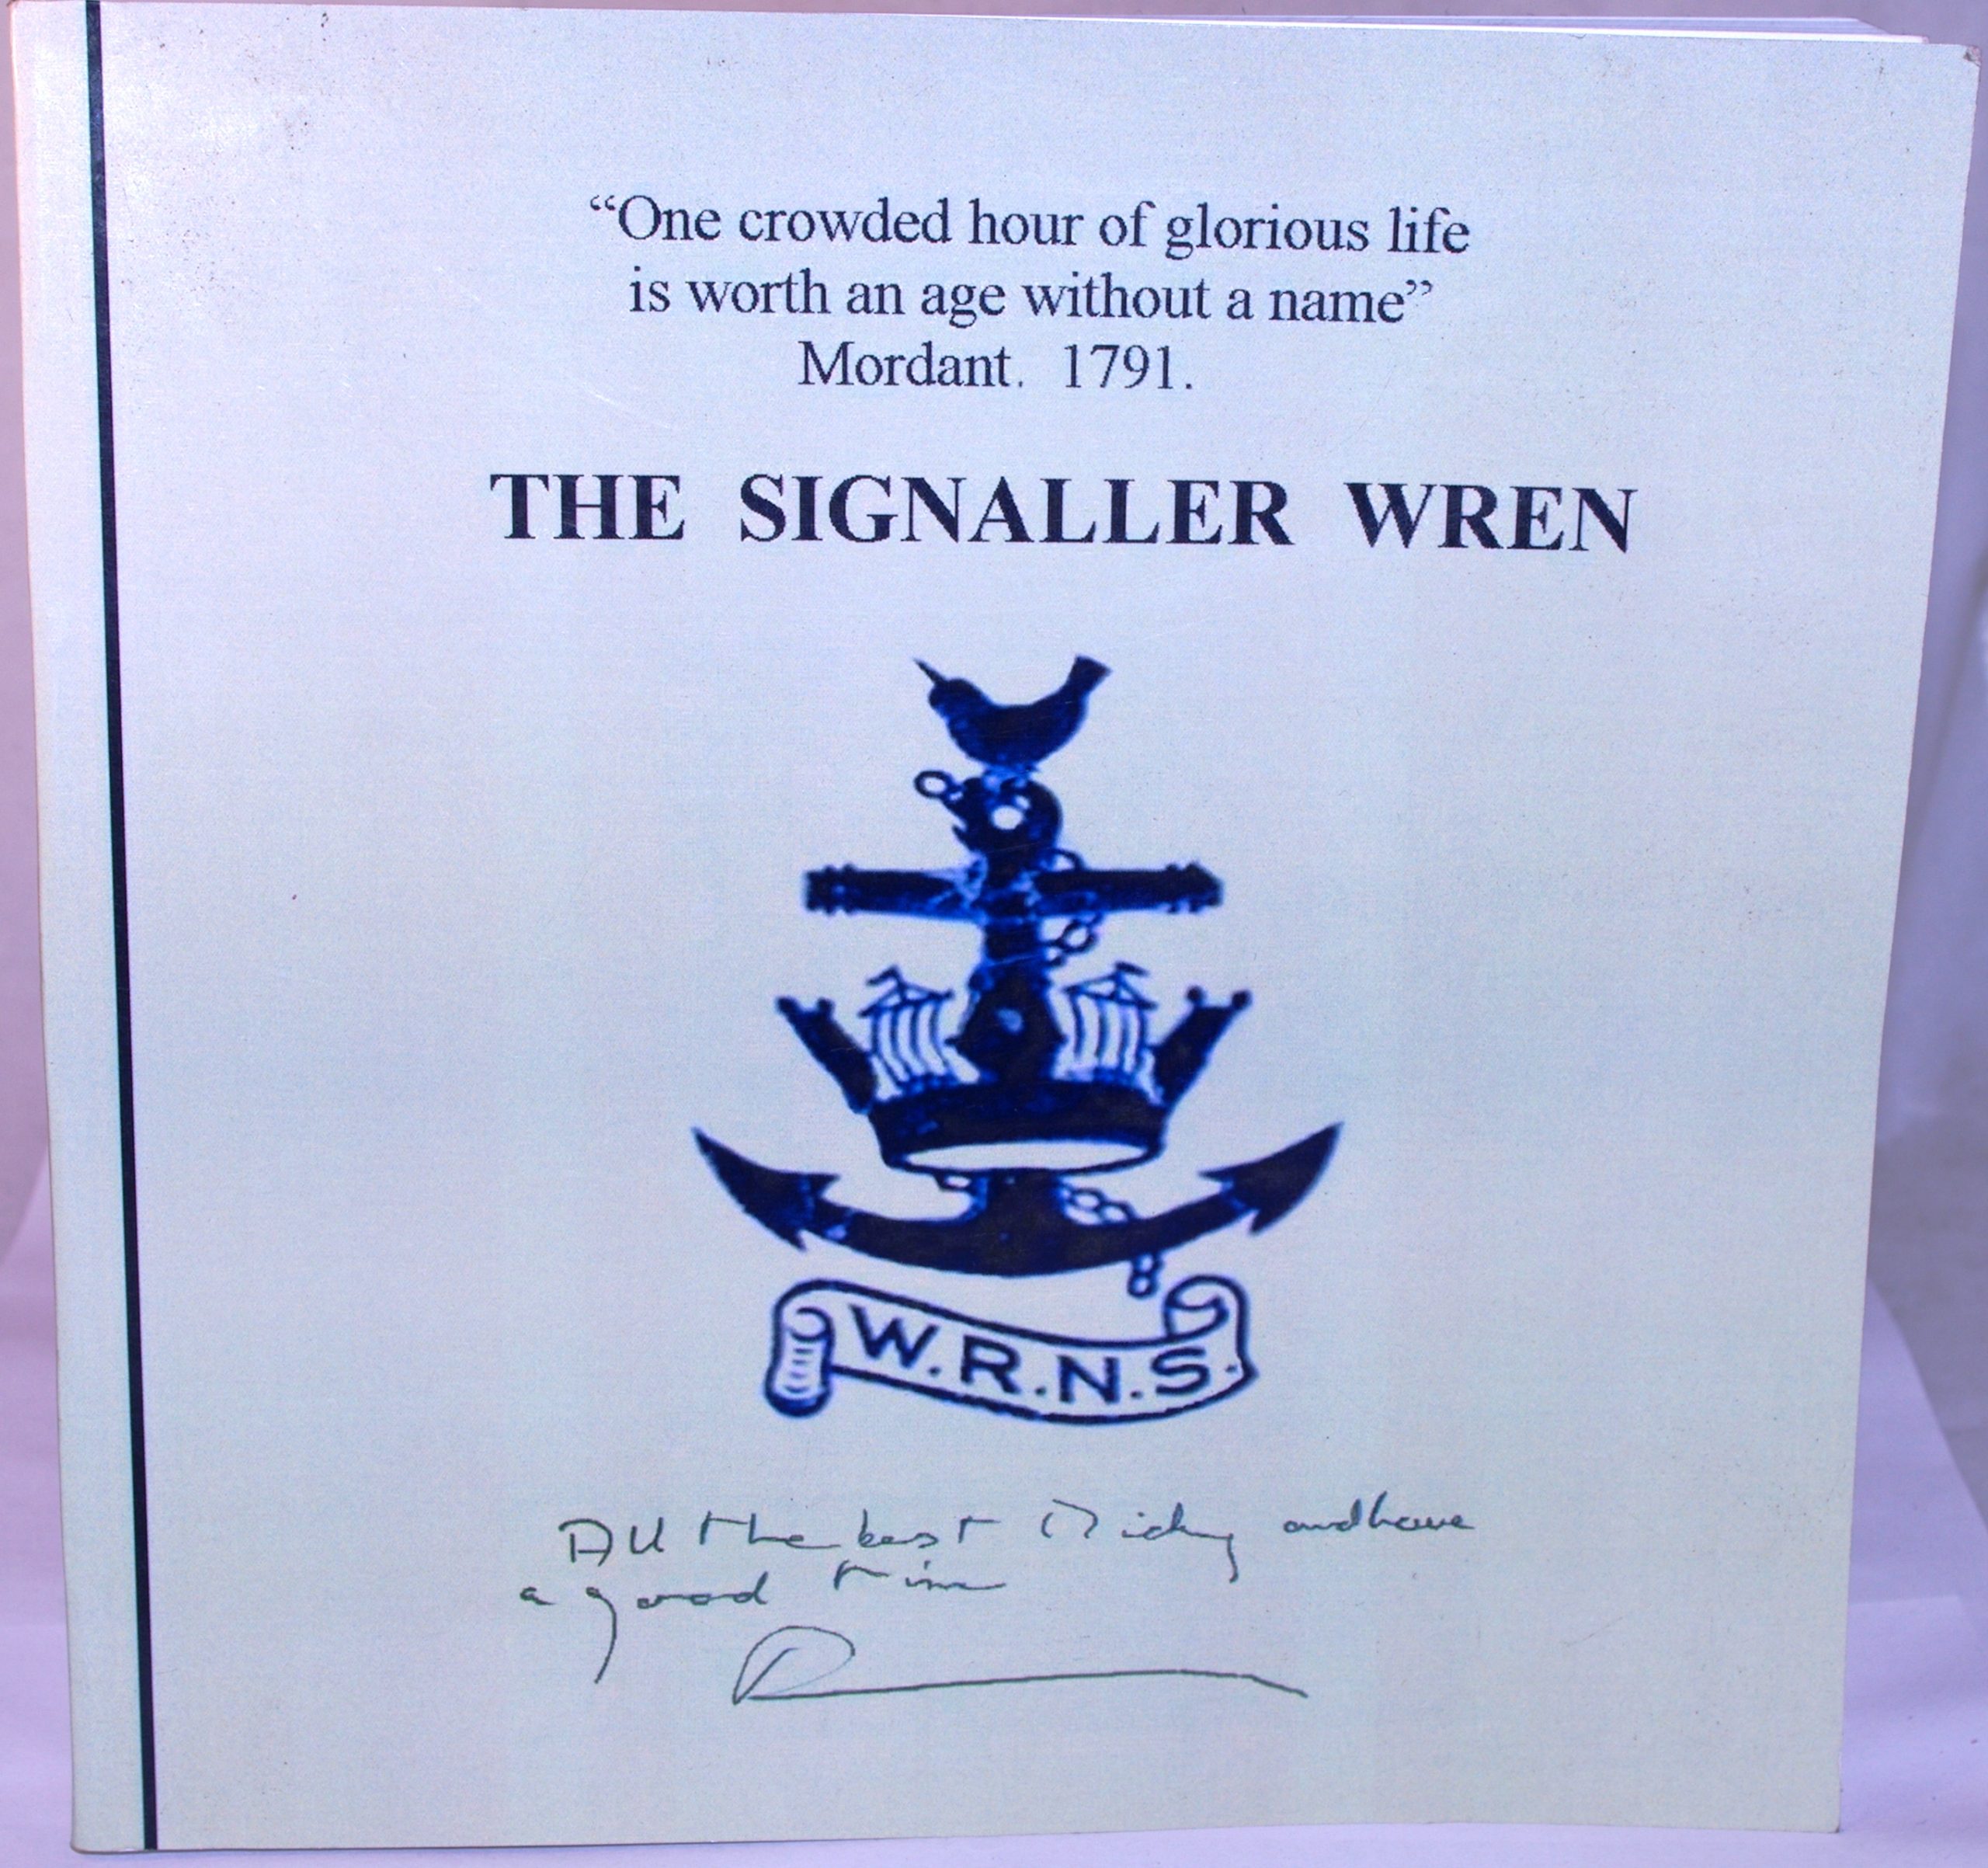 “One crowded hour of glorious life
is worth an age without a name”
Mordant. 1791.
THE SIGNALLER WREN
W.R.N.S.
All the best and have
a good time